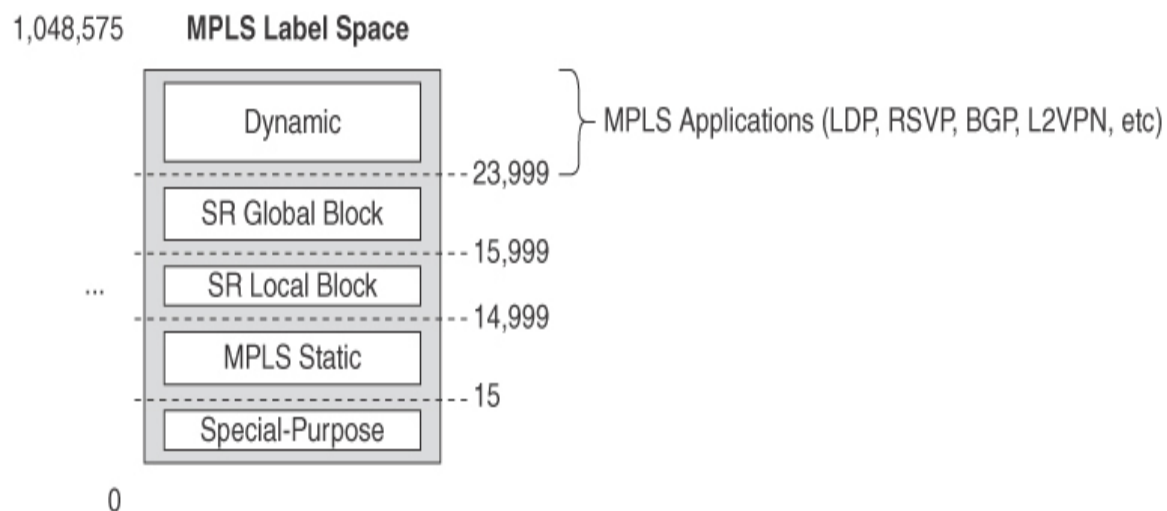 1,048,575 MPLS Label Space
Dynamic
MPLS Applications (LDP, RSVP, BGP, L2VPN, etc)
23,999
SR Global Block
15,999
SR Local Block
...
14,999
MPLS Static
15
Special-Purpose
0